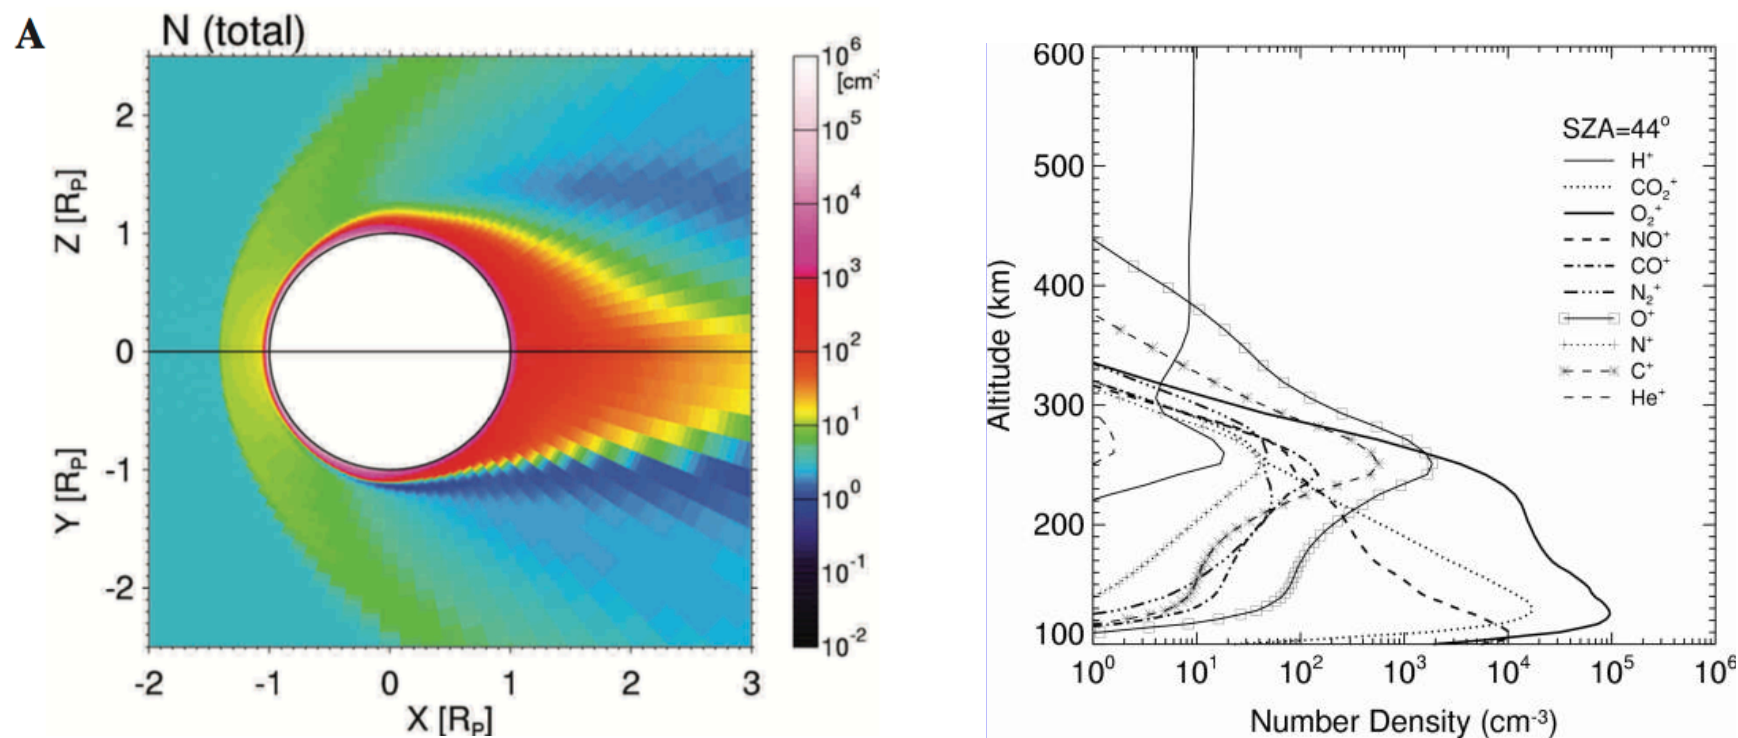 A
N (total)
Z [R_P]
Y [R_P]
2
1
0
-1
-2
-2 -1 0 1 2 3
X [R_P]
10^6
[cm^-
10^5
10^4
10^3
10^2
10^1
10^0
10^-1
10^-2
Altitude (km)
600
500
400
300
200
100
10^0 10^1 10^2 10^3 10^4 10^5 10^6
Number Density (cm^-3)
SZA=44°
H^+
CO_2^+
O_2^+
NO^+
CO^+
N_2^+
O^+
N^+
C^+
He^+